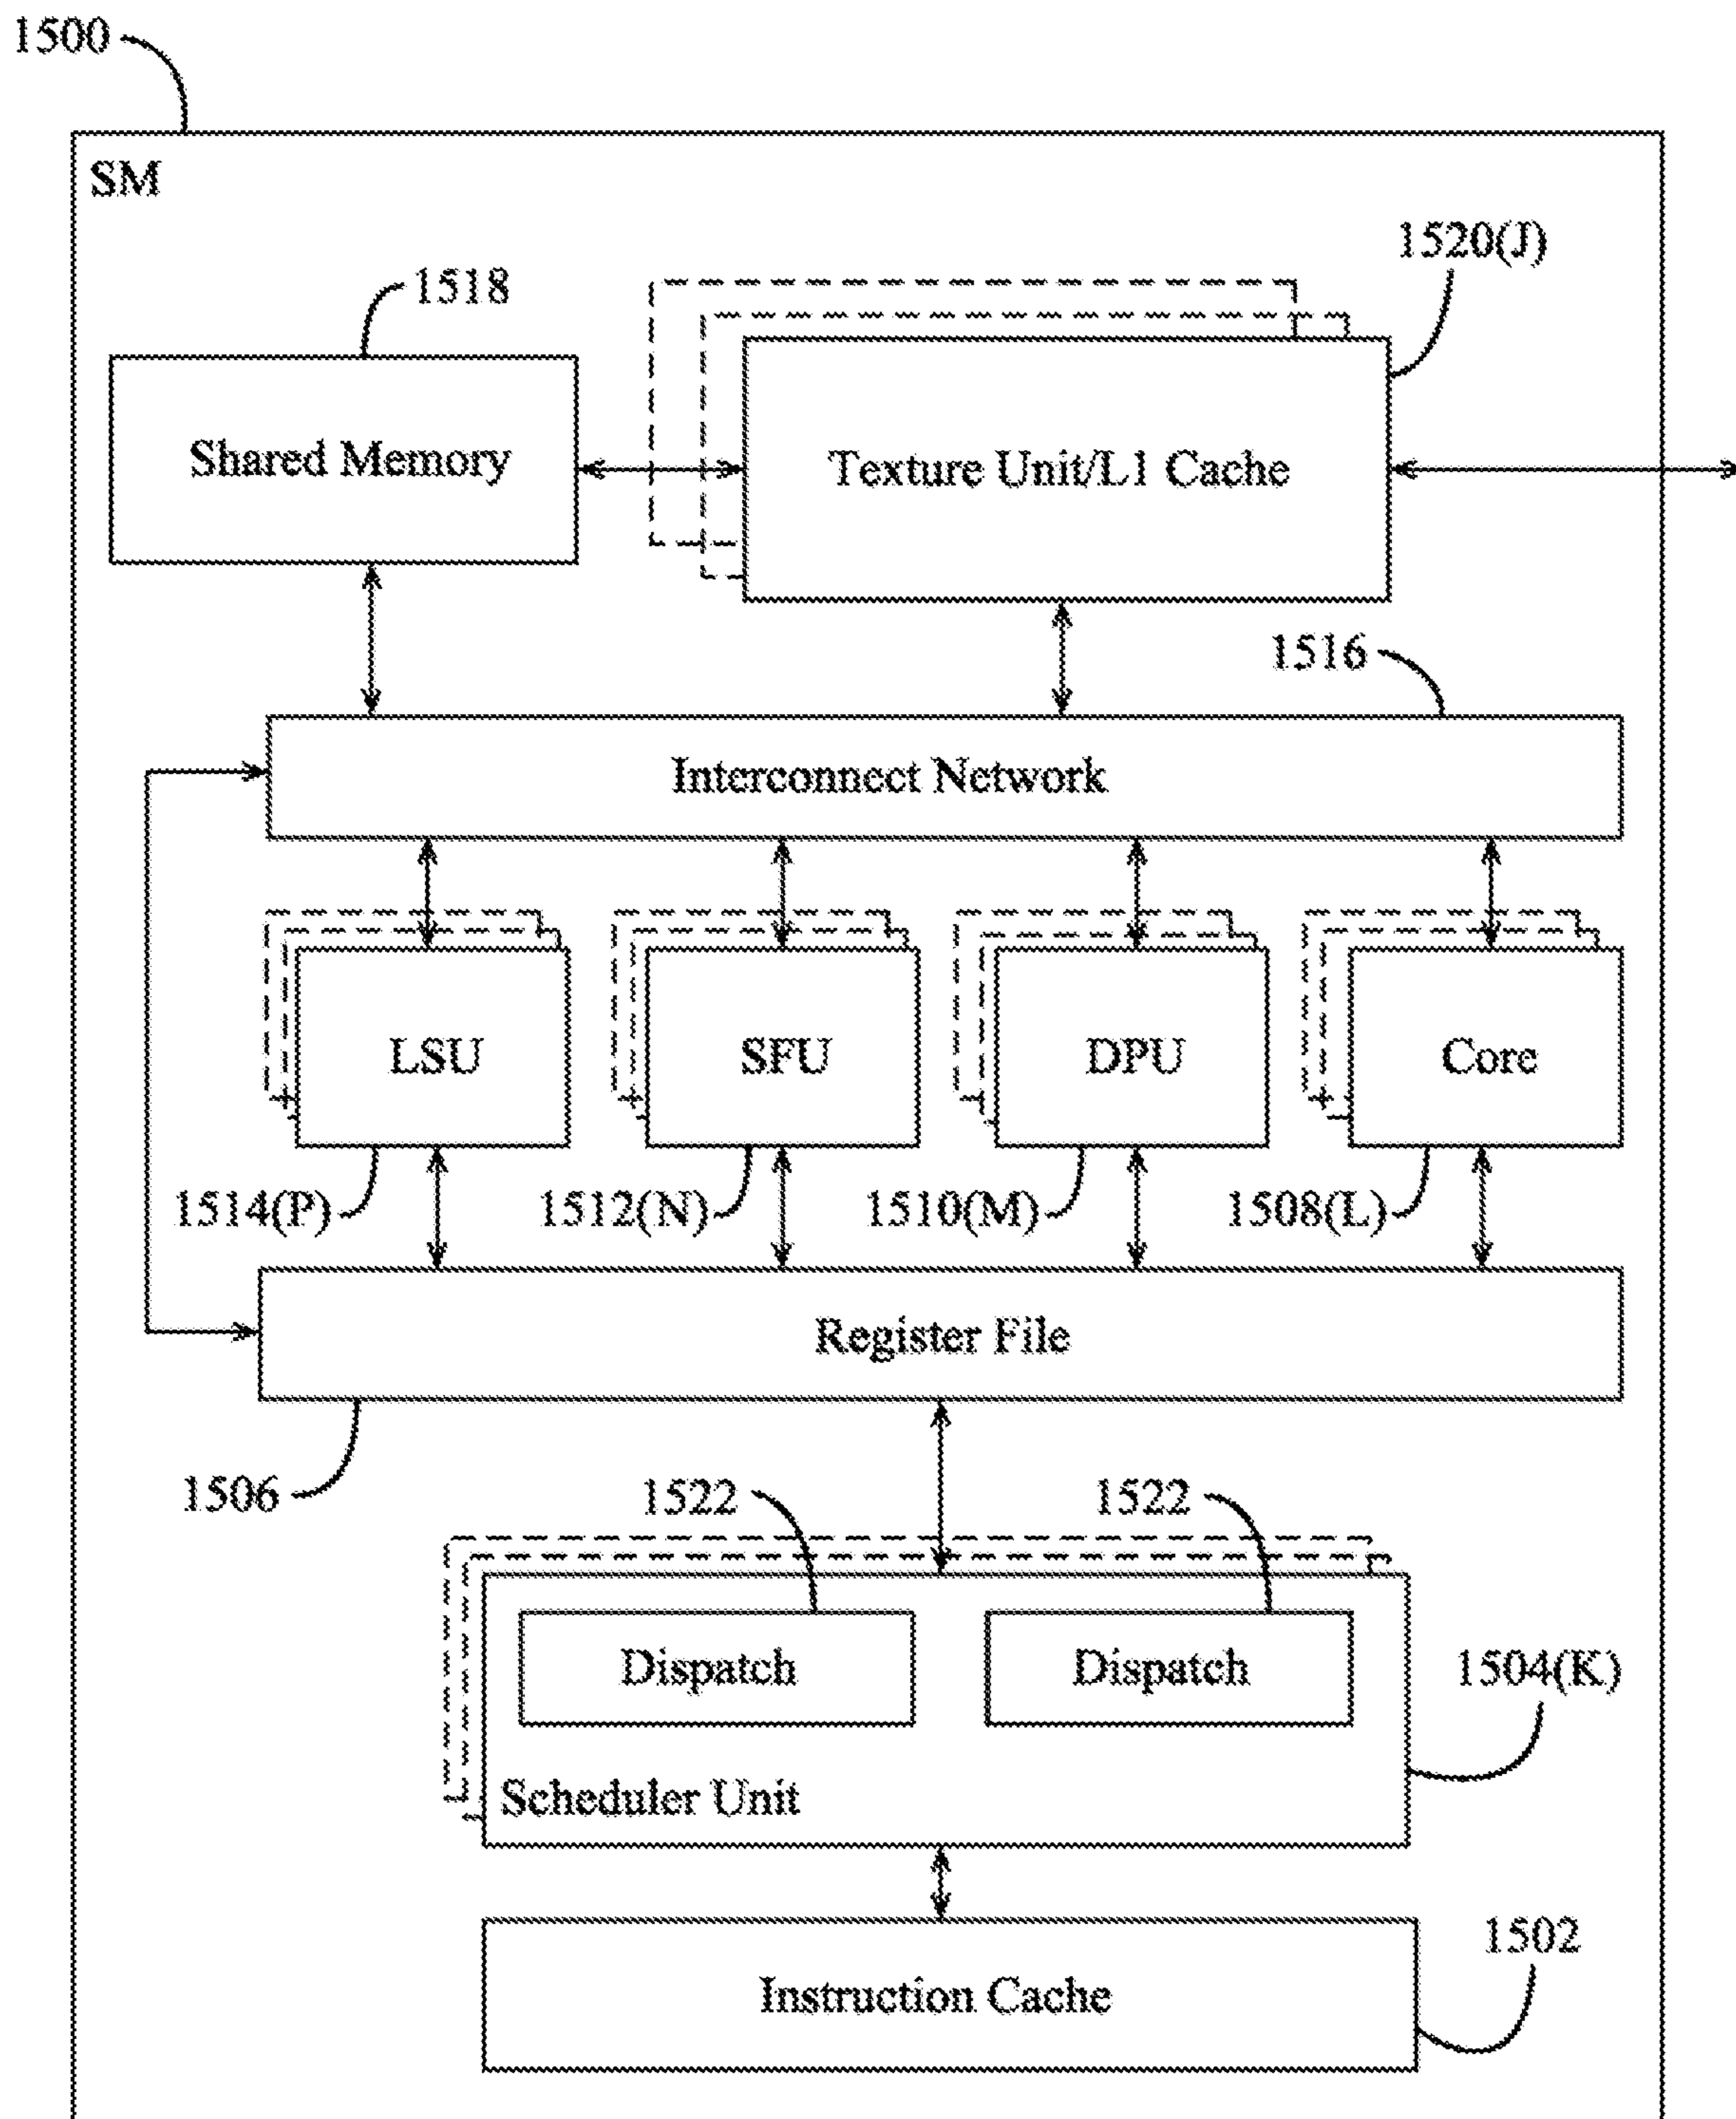 1500
SM
1520(J)
1518
Shared Memory
Texture Unit/L1 Cache
1516
Interconnect Network
LSU
SFU
DPU
Core
1514(P)
1512(N)
1510(M)
1508(L)
Register File
1506
1522
1522
Dispatch
Dispatch
1504(K)
Scheduler Unit
1502
Instruction Cache